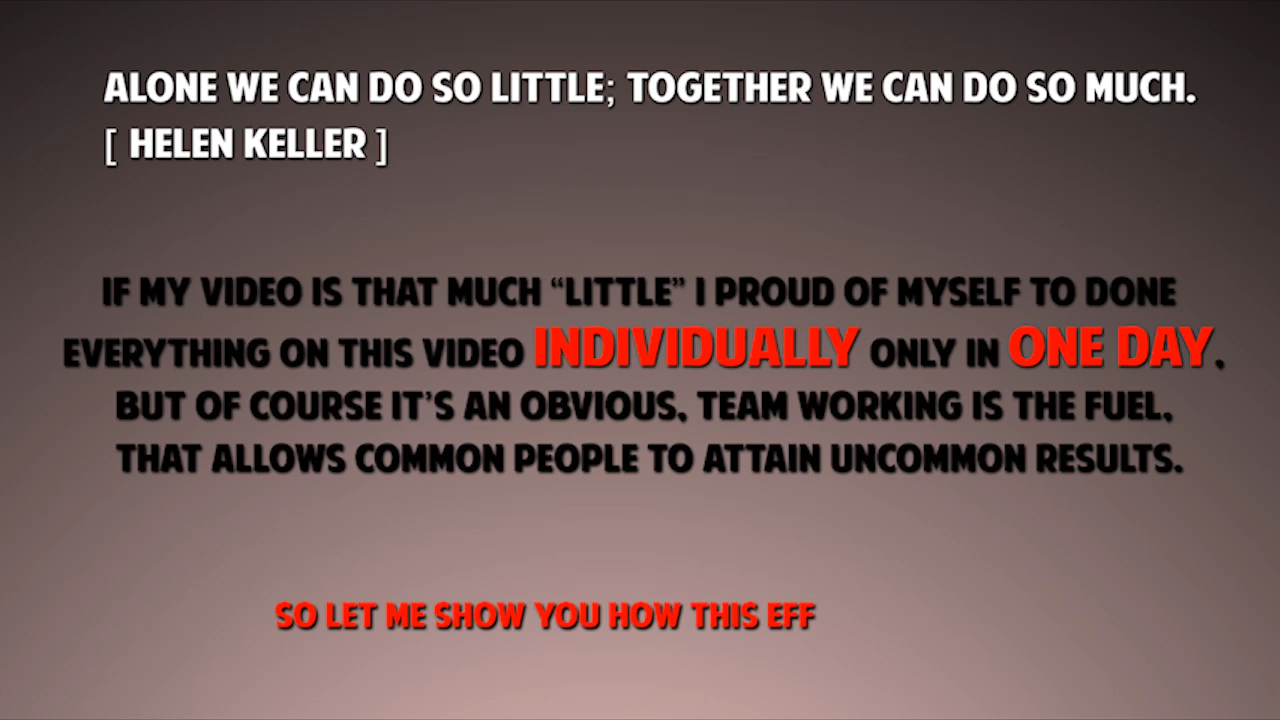 ALONE WE CAN DO SO LITTLE; TOGETHER WE CAN DO SO MUCH.
[ HELEN KELLER ]
IF MY VIDEO IS THAT MUCH “LITTLE” I PROUD OF MYSELF TO DONE
EVERYTHING ON THIS VIDEO INDIVIDUALLY ONLY IN ONE DAY.
BUT OF COURSE IT'S AN OBVIOUS, TEAM WORKING IS THE FUEL,
THAT ALLOWS COMMON PEOPLE TO ATTAIN UNCOMMON RESULTS.
SO LET ME SHOW YOU HOW THIS EFF